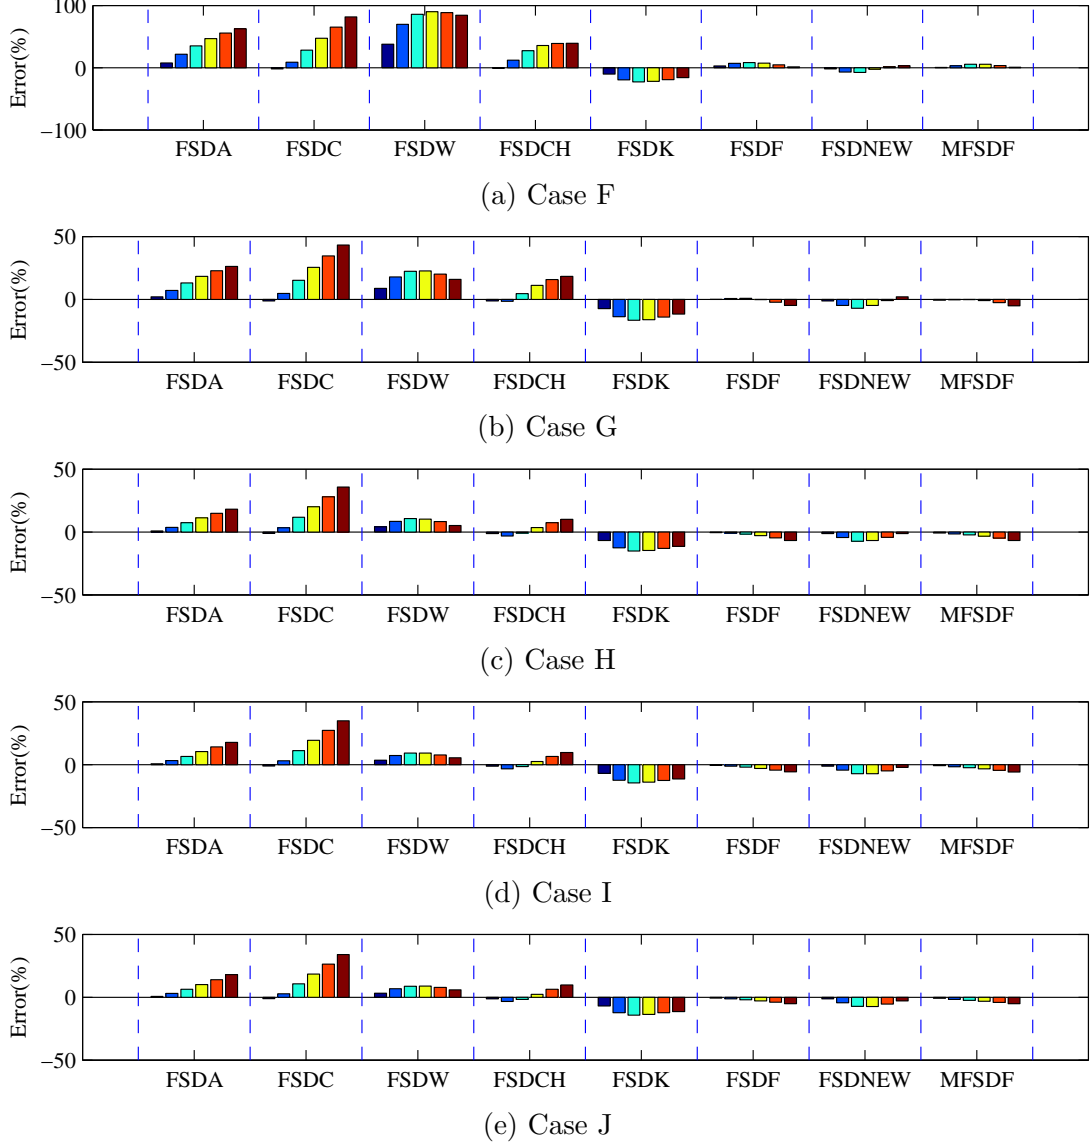 100
0
−100
Error(%)
FSDA FSDC FSDW FSDCH FSDK FSDF FSDNEW MFSDF
(a) Case F
50
0
−50
Error(%)
FSDA FSDC FSDW FSDCH FSDK FSDF FSDNEW MFSDF
(b) Case G
50
0
−50
Error(%)
FSDA FSDC FSDW FSDCH FSDK FSDF FSDNEW MFSDF
(c) Case H
50
0
−50
Error(%)
FSDA FSDC FSDW FSDCH FSDK FSDF FSDNEW MFSDF
(d) Case I
50
0
−50
Error(%)
FSDA FSDC FSDW FSDCH FSDK FSDF FSDNEW MFSDF
(e) Case J